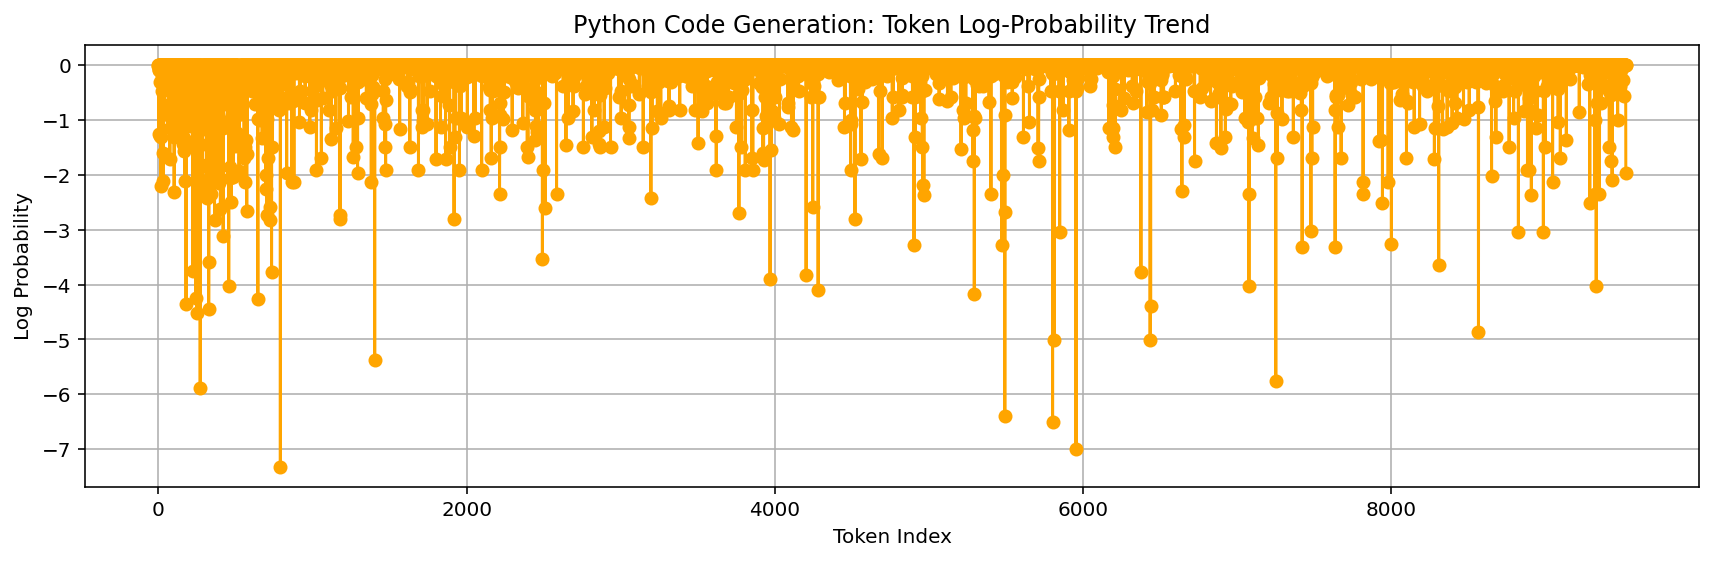 Python Code Generation: Token Log-Probability Trend
Log Probability
0
−1
−2
−3
−4
−5
−6
−7
0 2000 4000 6000 8000
Token Index